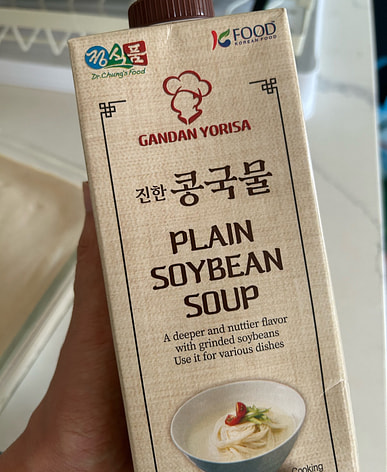 정식품
Dr.Chung's Food
K FOOD
KOREAN FOOD
GANDAN YORISA
진한 콩국물
PLAIN
SOYBEAN
SOUP
A deeper and nuttier flavor
with grinded soybeans
Use it for various dishes
Cooking